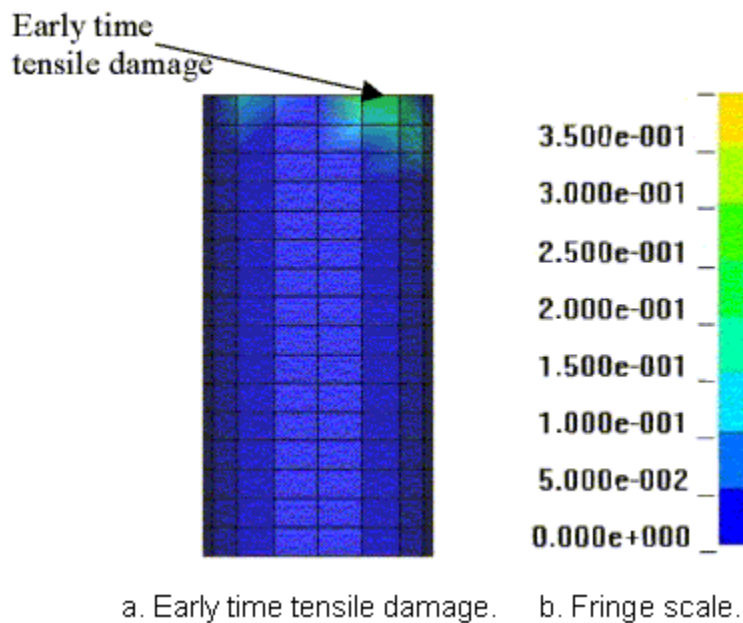 Early time
tensile damage
3.500e-001
3.000e-001
2.500e-001
2.000e-001
1.500e-001
1.000e-001
5.000e-002
0.000e+000
a. Early time tensile damage.
b. Fringe scale.